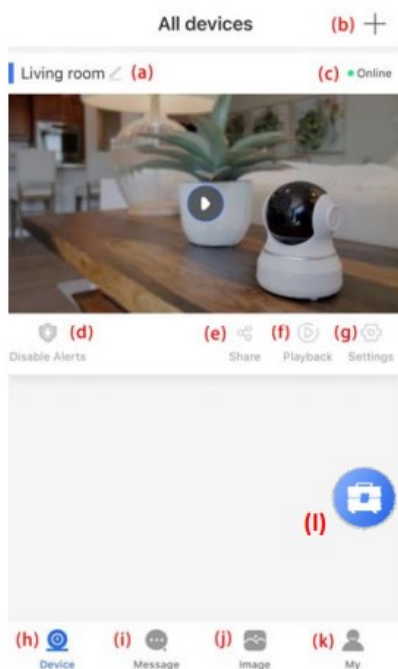 All devices (b)
Living room (a) (c) Online
(d) (e) (f) (g)
Disable Alerts Share Playback Settings
(l)
(h) (i) (j) (k)
Device Message Image My